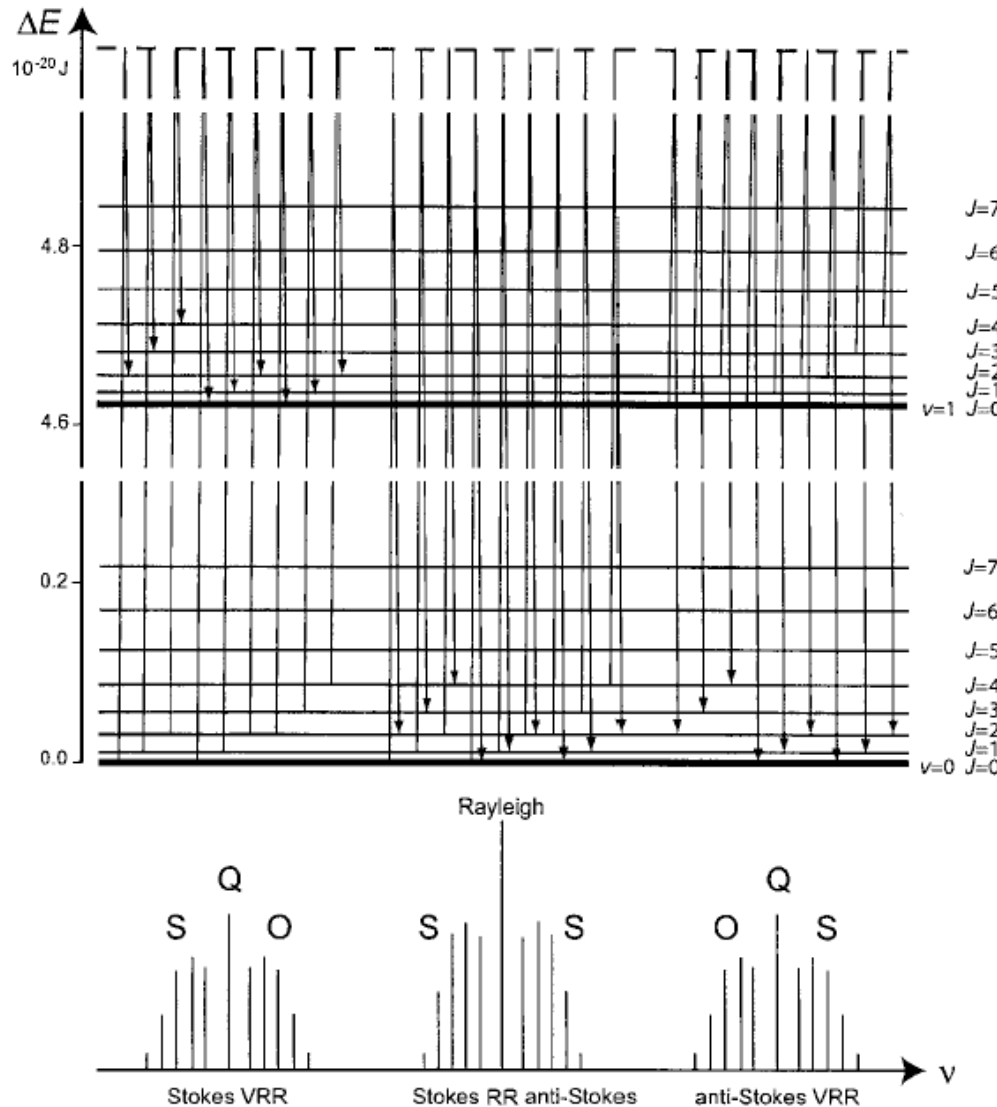 ΔE
10⁻²⁰ J
J=7
4.8
J=6
J=5
J=4
J=3
J=2
J=1
v=1 J=0
4.6
J=7
0.2
J=6
J=5
J=4
J=3
J=2
J=1
0.0
v=0 J=0
Rayleigh
Q
Q
S
O
S
S
O
S
ν
Stokes VRR
Stokes RR anti-Stokes
anti-Stokes VRR